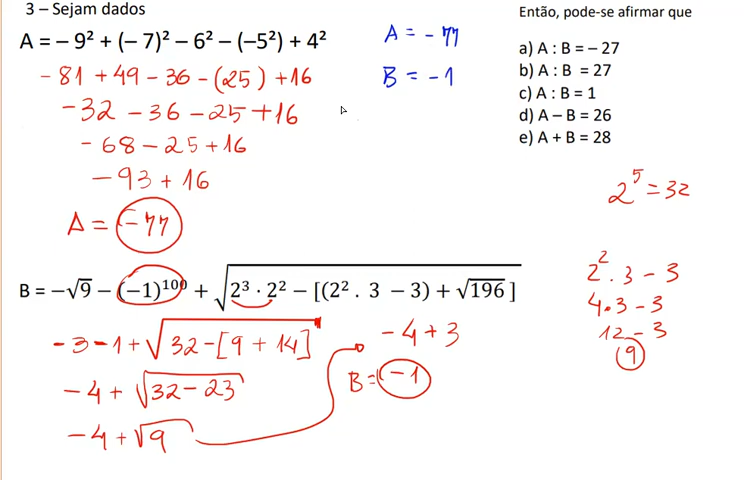 3 – Sejam dados
A = – 9² + (– 7)² – 6² – (–5²) + 4²
- 81 + 49 - 36 - (25) + 16
- 32 - 36 - 25 + 16
- 68 - 25 + 16
- 93 + 16
A = - 77
A = - 77
B = - 1
Então, pode-se afirmar que
a) A : B = – 27
b) A : B = 27
c) A : B = 1
d) A – B = 26
e) A + B = 28
2⁵ = 32
B = –√9 – (–1)¹⁰⁰ + √(2³ · 2² – [(2² . 3 – 3) + √196 ])
- 3 - 1 + √(32 - [9 + 14])
- 4 + √(32 - 23)
- 4 + √9
- 4 + 3
B = - 1
2² . 3 - 3
4 . 3 - 3
12 - 3
9